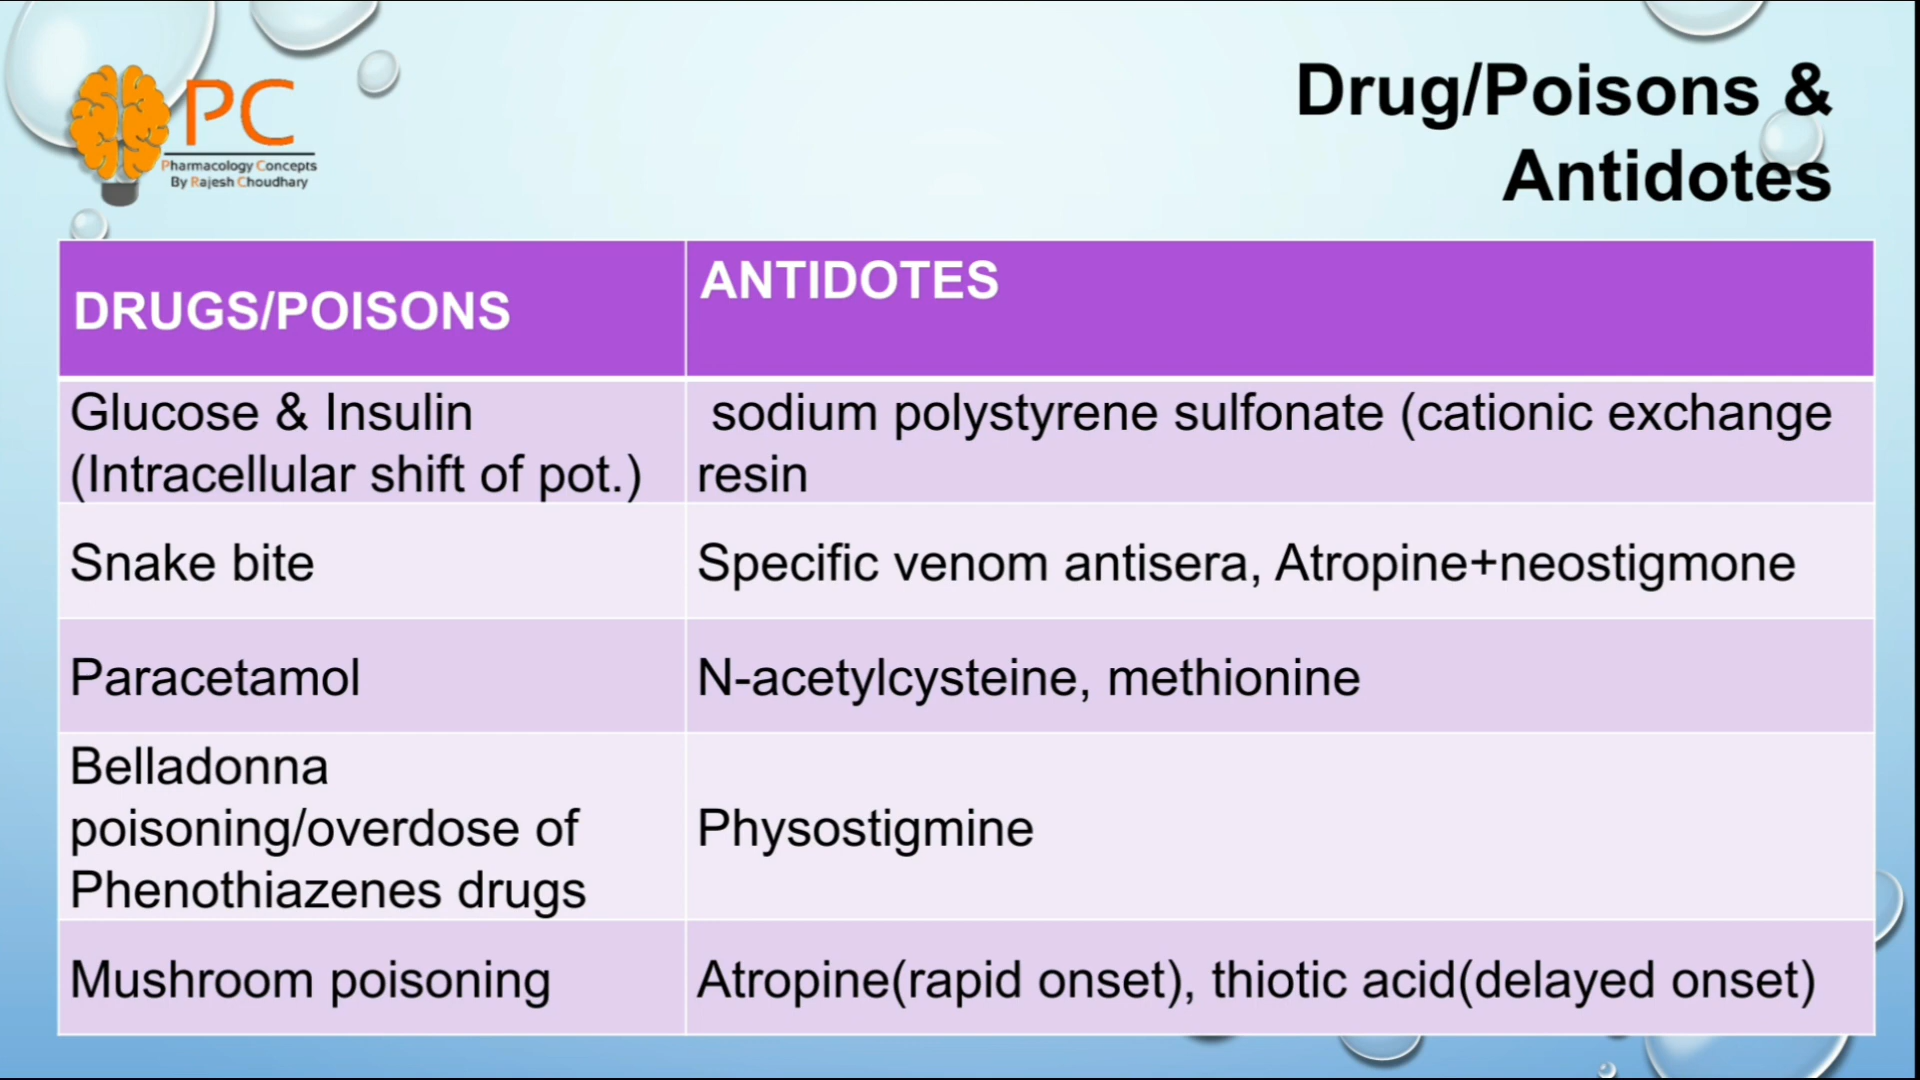 PC
Pharmacology Concepts
By Rajesh Choudhary
Drug/Poisons &
Antidotes
DRUGS/POISONS
ANTIDOTES
Glucose & Insulin
(Intracellular shift of pot.)
sodium polystyrene sulfonate (cationic exchange
resin
Snake bite
Specific venom antisera, Atropine+neostigmone
Paracetamol
N-acetylcysteine, methionine
Belladonna
poisoning/overdose of
Phenothiazenes drugs
Physostigmine
Mushroom poisoning
Atropine(rapid onset), thiotic acid(delayed onset)